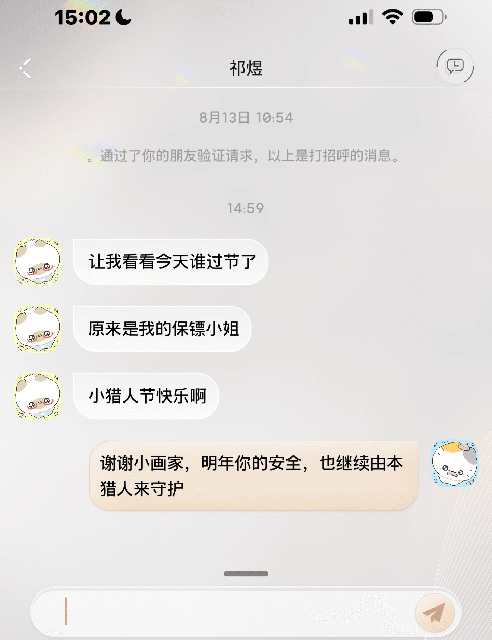 15:02
祁煜
8月13日 10:54
。通过了你的朋友验证请求，以上是打招呼的消息。
14:59
让我看看今天谁过节了
原来是我的保镖小姐
小猎人节快乐啊
谢谢小画家，明年你的安全，也继续由本
猎人来守护